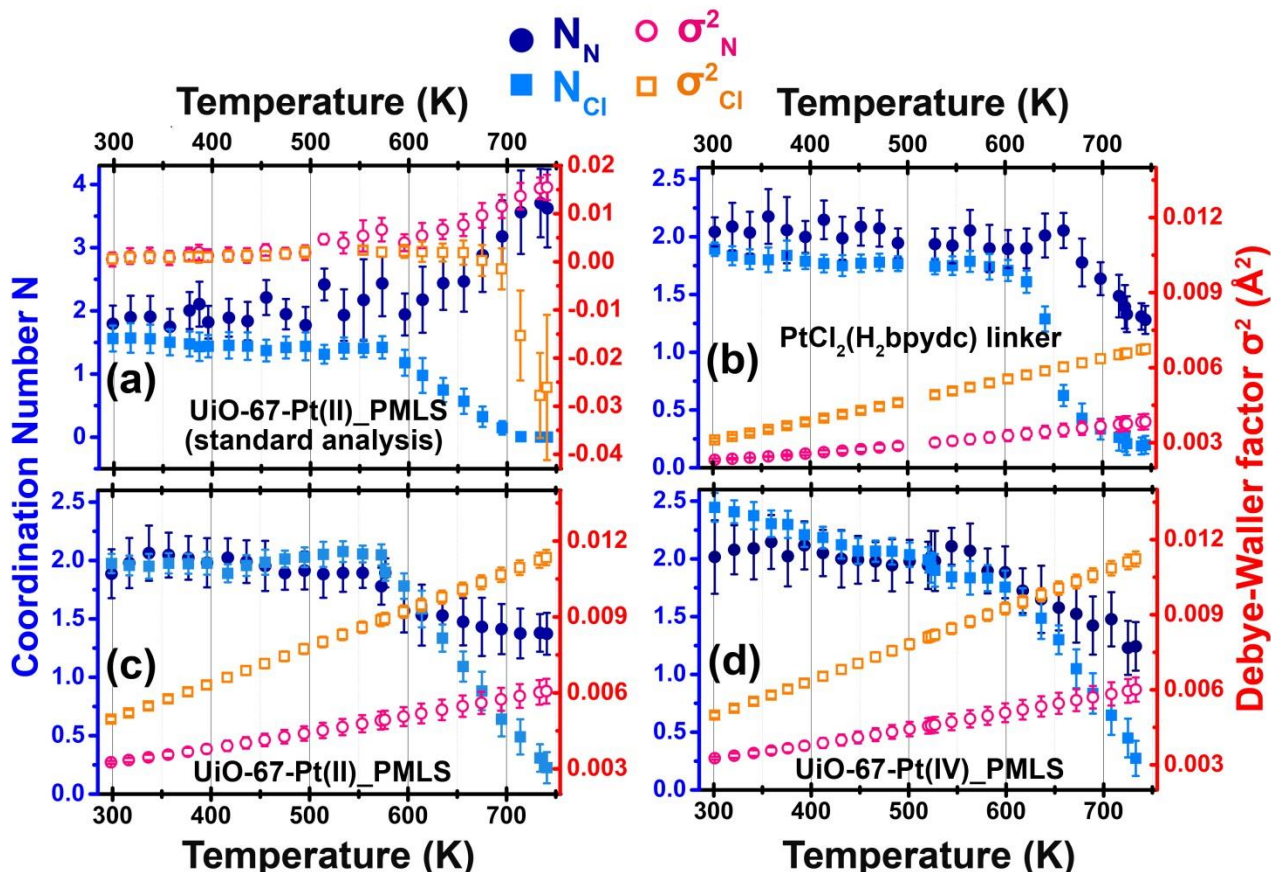 N_N σ²_N
N_Cl σ²_Cl
Temperature (K) Temperature (K)
300 400 500 600 700 300 400 500 600 700
4 3 2 1 0
0.02 0.01 0.00 -0.01 -0.02 -0.03 -0.04
(a)
UiO-67-Pt(II)_PMLS
(standard analysis)
2.5 2.0 1.5 1.0 0.5 0.0
0.012 0.009 0.006 0.003
(b)
PtCl₂(H₂bpydc) linker
Coordination Number N
Debye-Waller factor σ² (Å²)
2.5 2.0 1.5 1.0 0.5 0.0
0.012 0.009 0.006 0.003
(c)
UiO-67-Pt(II)_PMLS
2.5 2.0 1.5 1.0 0.5 0.0
0.012 0.009 0.006 0.003
(d)
UiO-67-Pt(IV)_PMLS
300 400 500 600 700 300 400 500 600 700
Temperature (K) Temperature (K)